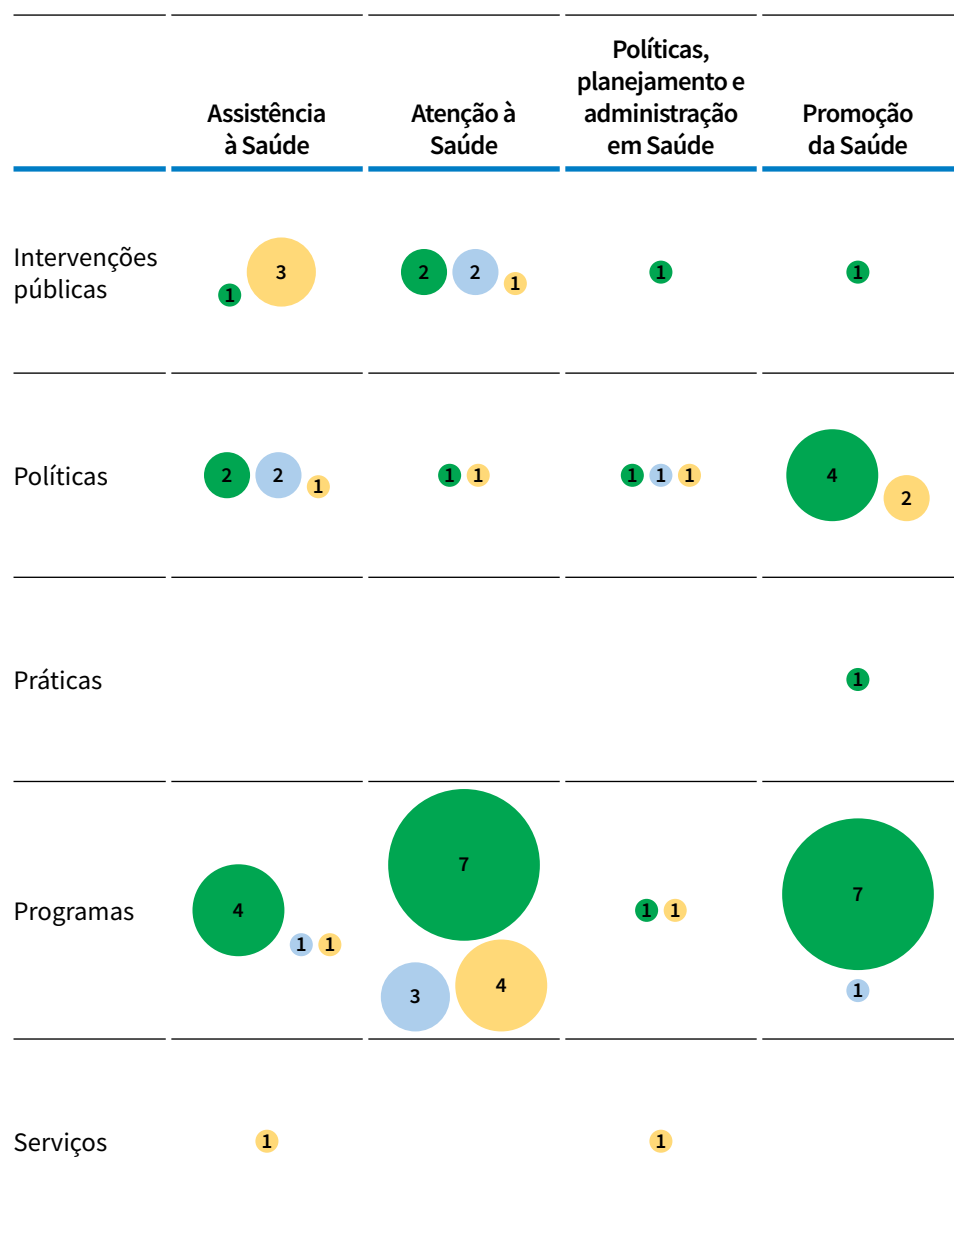 Assistência
à Saúde
Atenção à
Saúde
Políticas,
planejamento e
administração
em Saúde
Promoção
da Saúde
Intervenções
públicas
1 3
2 2 1
1
1
Políticas
2 2 1
1 1
1 1 1
4 2
Práticas
1
Programas
4
1 1
7
3 4
1 1
7
1
Serviços
1
1